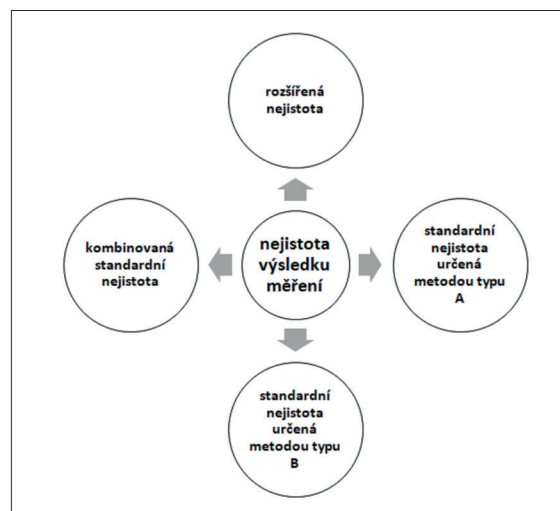 rozšířená
nejistota
kombinovaná
standardní
nejistota
nejistota
výsledku
měření
standardní
nejistota
určená
metodou typu
A
standardní
nejistota
určená
metodou typu
B